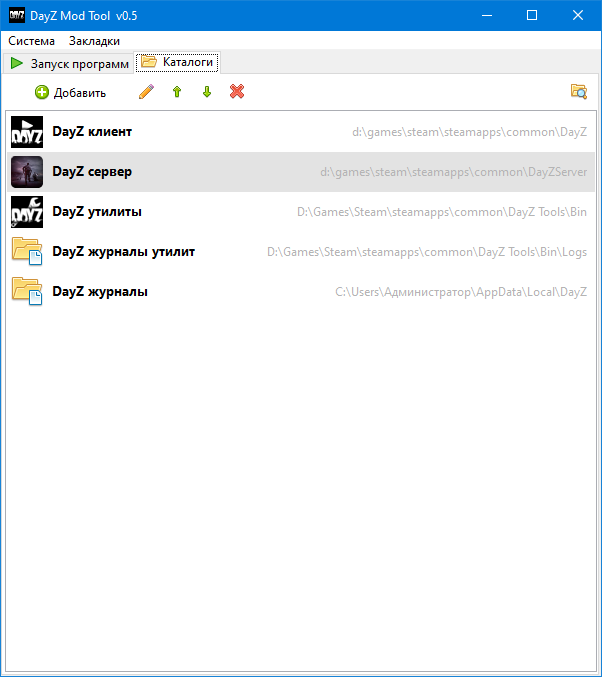 DayZ Mod Tool v0.5
Система Закладки
Запуск программ Каталоги
Добавить
DayZ клиент d:\games\steam\steamapps\common\DayZ
DayZ сервер d:\games\steam\steamapps\common\DayZServer
DayZ утилиты D:\Games\Steam\steamapps\common\DayZ Tools\Bin
DayZ журналы утилит D:\Games\Steam\steamapps\common\DayZ Tools\Bin\Logs
DayZ журналы C:\Users\Администратор\AppData\Local\DayZ